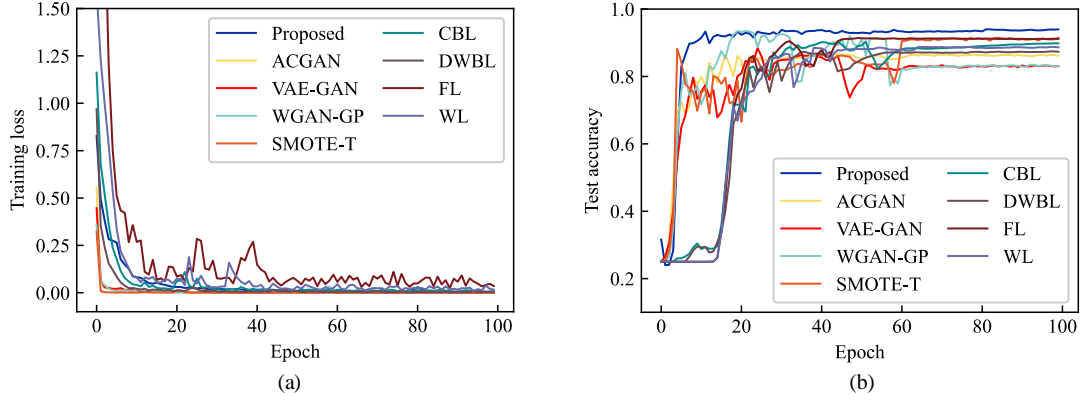 1.50
1.25
1.00
0.75
0.50
0.25
0.00
Training loss
Proposed
ACGAN
VAE-GAN
WGAN-GP
SMOTE-T
CBL
DWBL
FL
WL
0 20 40 60 80 100
Epoch
(a)
1.0
0.8
0.6
0.4
0.2
Test accuracy
Proposed
ACGAN
VAE-GAN
WGAN-GP
SMOTE-T
CBL
DWBL
FL
WL
0 20 40 60 80 100
Epoch
(b)